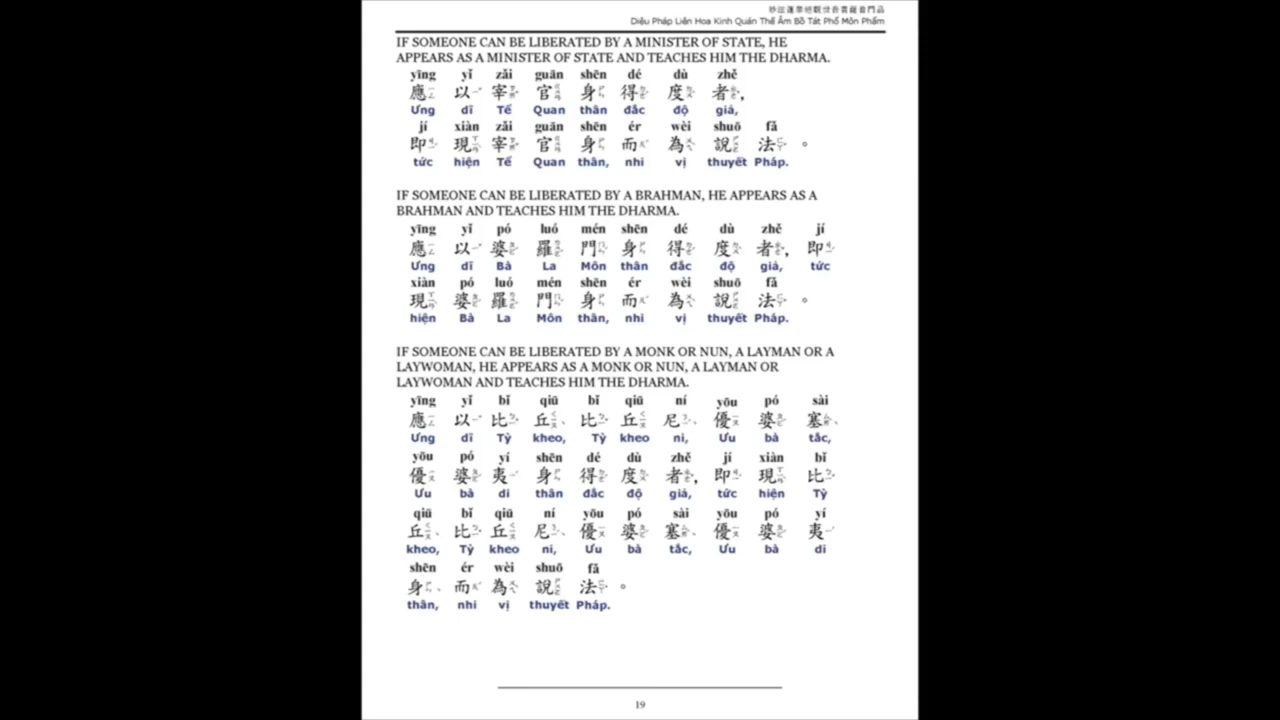 妙法蓮華經觀世音菩薩普門品
Diệu Pháp Liên Hoa Kinh Quán Thế Âm Bồ Tát Phổ Môn Phẩm
IF SOMEONE CAN BE LIBERATED BY A MINISTER OF STATE, HE
APPEARS AS A MINISTER OF STATE AND TEACHES HIM THE DHARMA.
yīng yǐ zǎi guān shēn dé dù zhě
應 以 宰 官 身 得 度 者,
Ưng dĩ Tể Quan thân đắc độ giả,
jí xiàn zǎi guān shēn ér wèi shuō fǎ
即 現 宰 官 身 而 為 說 法 。
tức hiện Tể Quan thân, nhi vị thuyết Pháp.
IF SOMEONE CAN BE LIBERATED BY A BRAHMAN, HE APPEARS AS A
BRAHMAN AND TEACHES HIM THE DHARMA.
yīng yǐ pó luó mén shēn dé dù zhě jí
應 以 婆 羅 門 身 得 度 者, 即
Ưng dĩ Bà La Môn thân đắc độ giả, tức
xiàn pó luó mén shēn ér wèi shuō fǎ
現 婆 羅 門 身 而 為 說 法 。
hiện Bà La Môn thân, nhi vị thuyết Pháp.
IF SOMEONE CAN BE LIBERATED BY A MONK OR NUN, A LAYMAN OR A
LAYWOMAN, HE APPEARS AS A MONK OR NUN, A LAYMAN OR
LAYWOMAN AND TEACHES HIM THE DHARMA.
yīng yǐ bǐ qiū bǐ qiū ní yōu pó sài
應 以 比 丘、 比 丘 尼、 優 婆 塞、
Ưng dĩ Tỳ kheo, Tỳ kheo ni, Ưu bà tắc,
yōu pó yí shēn dé dù zhě jí xiàn bǐ
優 婆 夷 身 得 度 者, 即 現 比
Ưu bà di thân đắc độ giả, tức hiện Tỳ
qiū bǐ qiū ní yōu pó sài yōu pó yí
丘、 比 丘 尼、 優 婆 塞、 優 婆 夷
kheo, Tỳ kheo ni, Ưu bà tắc, Ưu bà di
shēn ér wèi shuō fǎ
身、 而 為 說 法 。
thân, nhi vị thuyết Pháp.
19